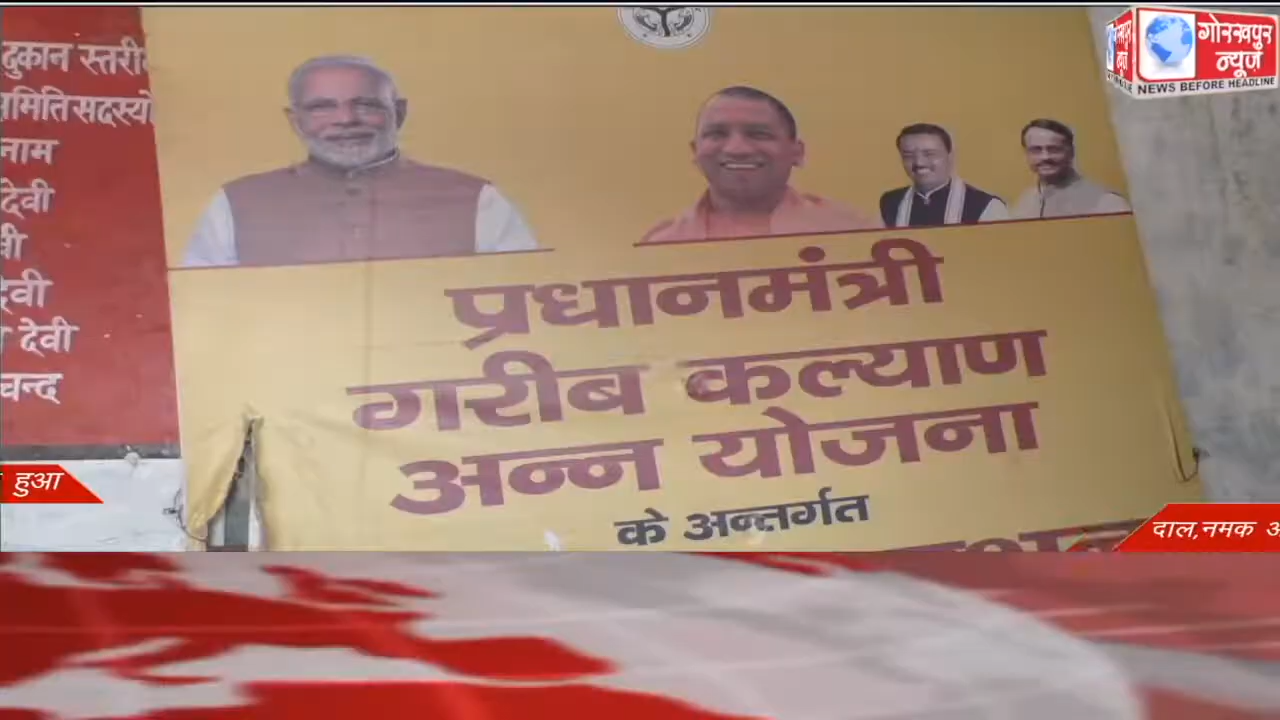 दुकान स्तरी
समिति सदस्यो
नाम
देवी
देवी
देवी
चन्द
प्रधानमंत्री
गरीब कल्याण
अन्न योजना
के अन्तर्गत
गोरखपुर
न्यूज़
NEWS BEFORE HEADLINE
हुआ
दाल,नमक